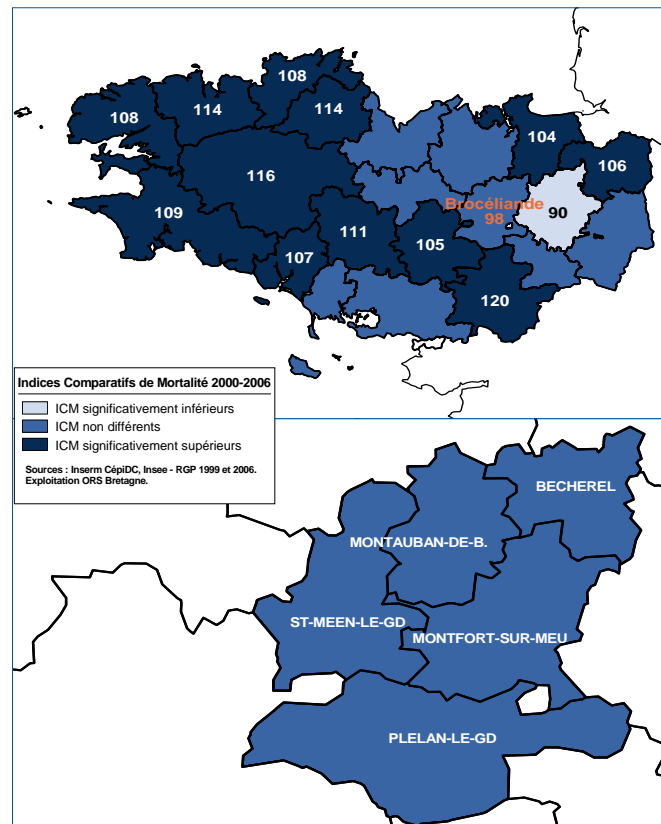 108
108
114
114
104
106
116
Brocéliande
98
90
109
111
105
107
120
Indices Comparatifs de Mortalité 2000-2006
ICM significativement inférieurs
ICM non différents
ICM significativement supérieurs
Sources : Inserm CépiDC, Insee - RGP 1999 et 2006.
Exploitation ORS Bretagne.
BECHEREL
MONTAUBAN-DE-B.
ST-MEEN-LE-GD
MONTFORT-SUR-MEU
PLELAN-LE-GD